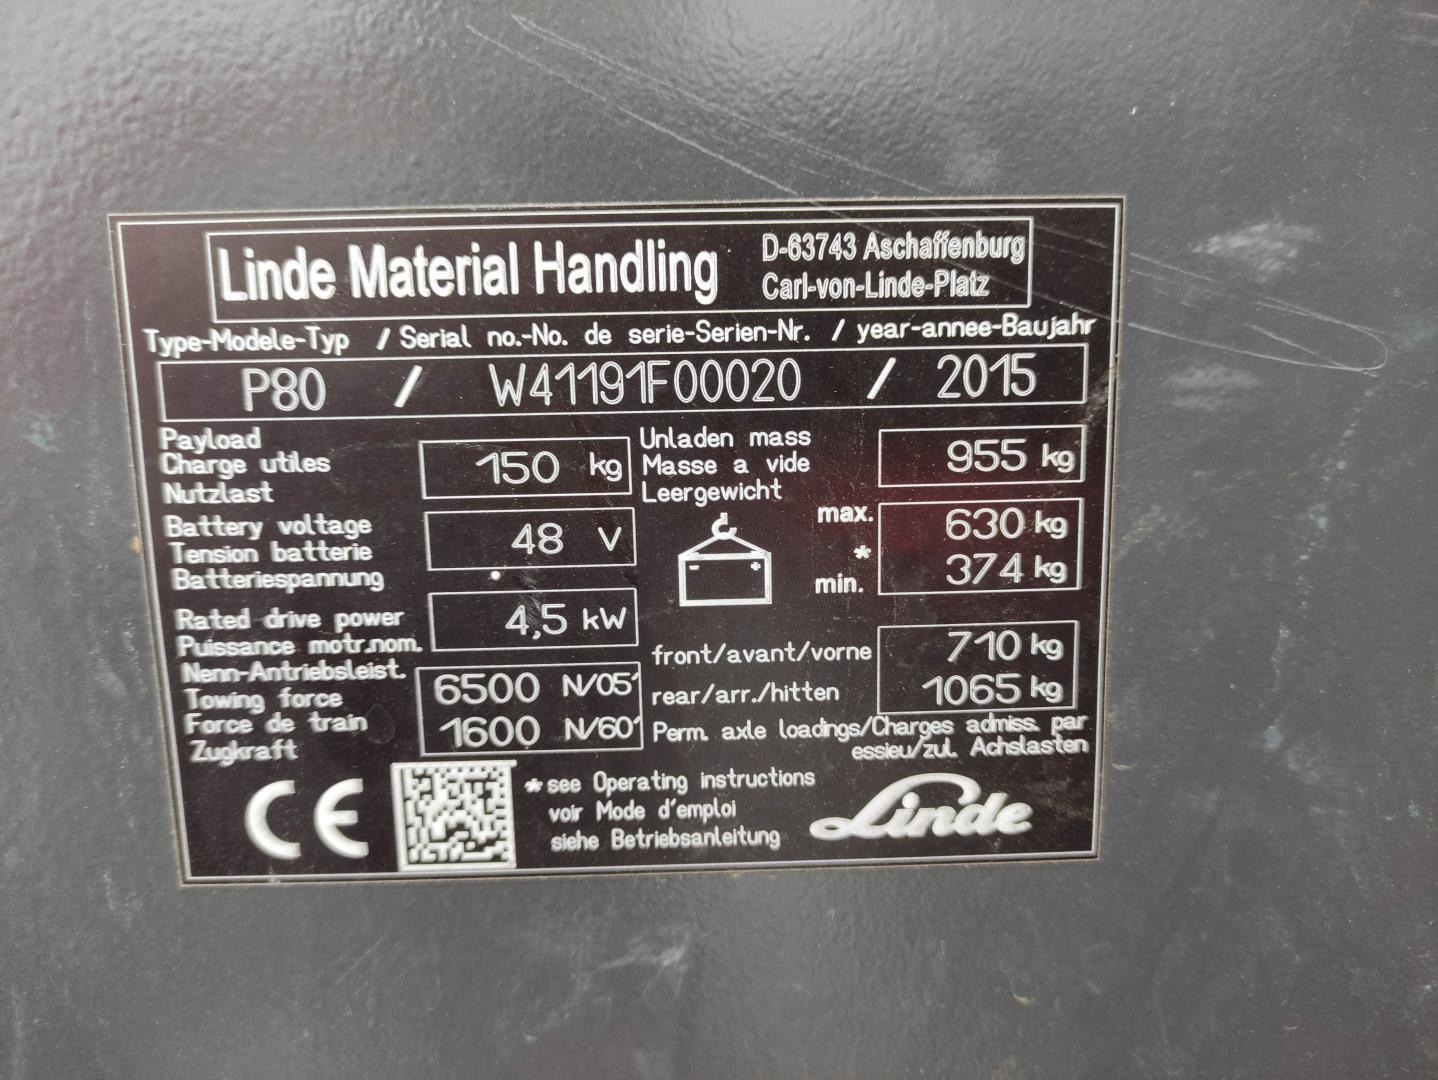 Linde Material Handling D-63743 Aschaffenburg
Carl-von-Linde-Platz
Type-Modele-Typ / Serial no.-No. de serie-Serien-Nr. / year-annee-Baujahr
P80 / W41191F00020 / 2015
Payload
Charge utiles
Nutzlast
150 kg
Unladen mass
Masse a vide
Leergewicht
955 kg
Battery voltage
Tension batterie
Batteriespannung
48 V
max. 630 kg
*
min. 374 kg
- +
Rated drive power
Puissance motr.nom.
Nenn-Antriebsleist.
4,5 kW
front/avant/vorne 710 kg
rear/arr./hitten 1065 kg
Perm. axle loadings/Charges admiss. par
essieu/zul. Achslasten
Towing force
Force de train
Zugkraft
6500 N/05'
1600 N/60'
CE
*see Operating instructions
voir Mode d'emploi
siehe Betriebsanleitung
Linde